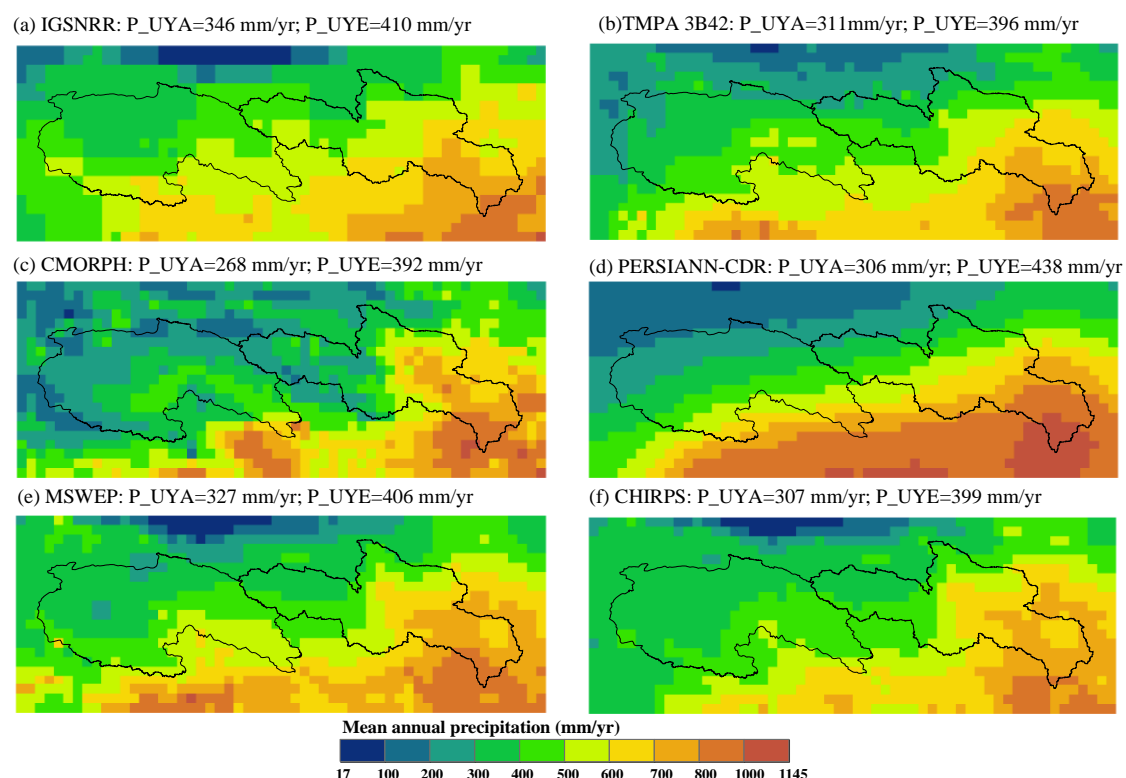 (a) IGSNRR: P_UYA=346 mm/yr; P_UYE=410 mm/yr
(b)TMPA 3B42: P_UYA=311mm/yr; P_UYE=396 mm/yr
(c) CMORPH: P_UYA=268 mm/yr; P_UYE=392 mm/yr
(d) PERSIANN-CDR: P_UYA=306 mm/yr; P_UYE=438 mm/yr
(e) MSWEP: P_UYA=327 mm/yr; P_UYE=406 mm/yr
(f) CHIRPS: P_UYA=307 mm/yr; P_UYE=399 mm/yr
Mean annual precipitation (mm/yr)
17 100 200 300 400 500 600 700 800 1000 1145